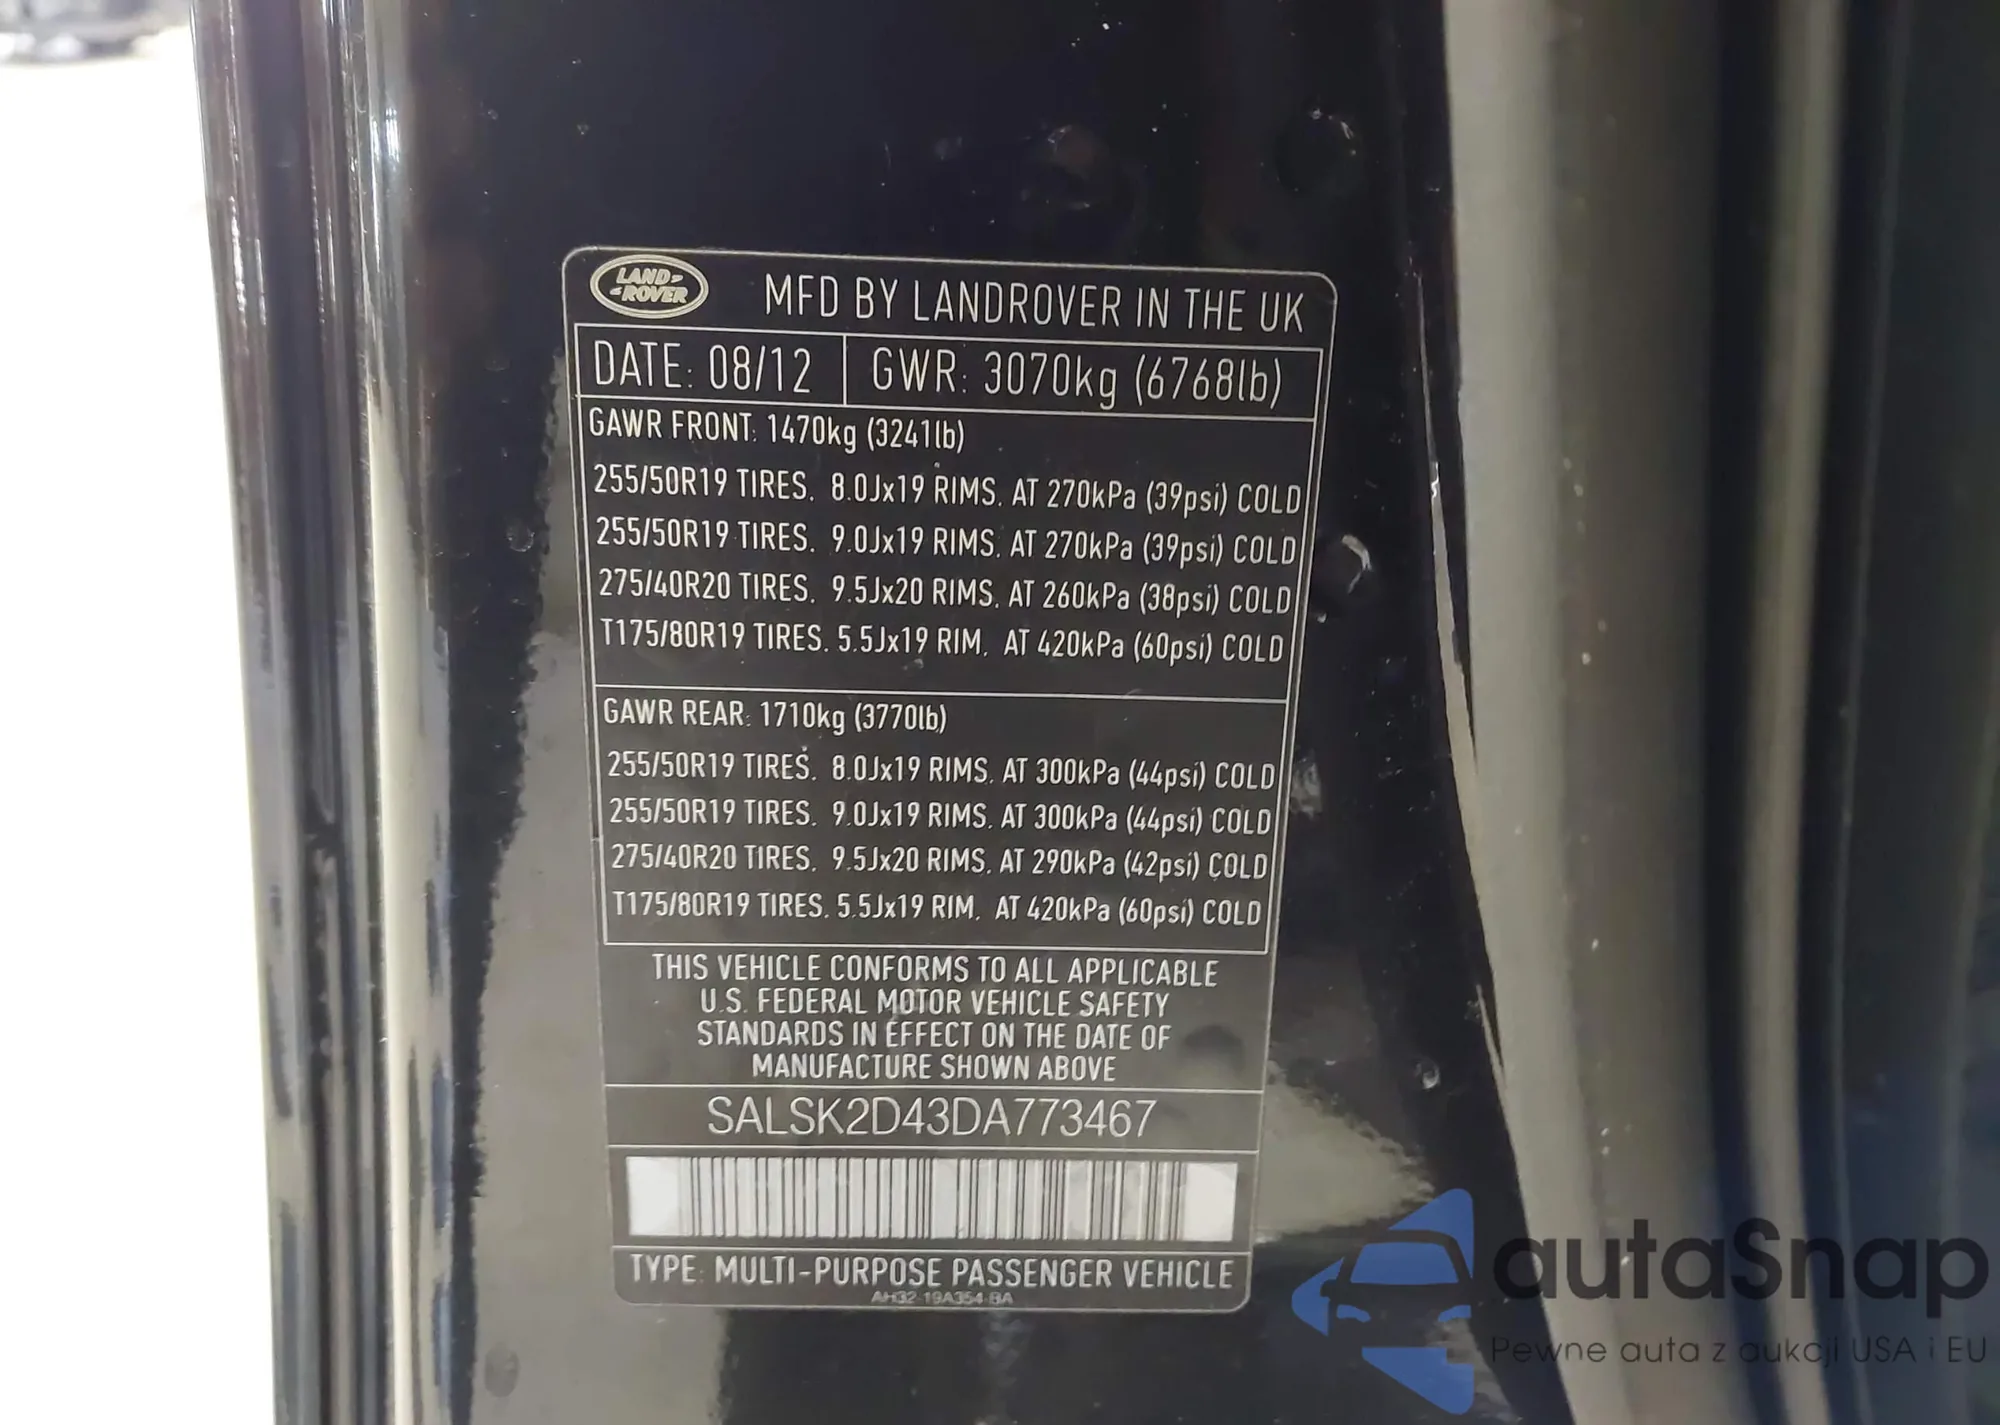 LAND-
-ROVER
MFD BY LANDROVER IN THE UK
DATE: 08/12
GWR: 3070kg (6768lb)
GAWR FRONT: 1470kg (3241lb)
255/50R19 TIRES. 8.0Jx19 RIMS. AT 270kPa (39psi) COLD
255/50R19 TIRES. 9.0Jx19 RIMS. AT 270kPa (39psi) COLD
275/40R20 TIRES. 9.5Jx20 RIMS. AT 260kPa (38psi) COLD
T175/80R19 TIRES. 5.5Jx19 RIM. AT 420kPa (60psi) COLD
GAWR REAR: 1710kg (3770lb)
255/50R19 TIRES. 8.0Jx19 RIMS. AT 300kPa (44psi) COLD
255/50R19 TIRES. 9.0Jx19 RIMS. AT 300kPa (44psi) COLD
275/40R20 TIRES. 9.5Jx20 RIMS. AT 290kPa (42psi) COLD
T175/80R19 TIRES. 5.5Jx19 RIM. AT 420kPa (60psi) COLD
THIS VEHICLE CONFORMS TO ALL APPLICABLE
U.S. FEDERAL MOTOR VEHICLE SAFETY
STANDARDS IN EFFECT ON THE DATE OF
MANUFACTURE SHOWN ABOVE
SALSK2D43DA773467
TYPE: MULTI-PURPOSE PASSENGER VEHICLE
AH32-19A354-BA
autaSnap
Pewne auta z aukcji USA i EU